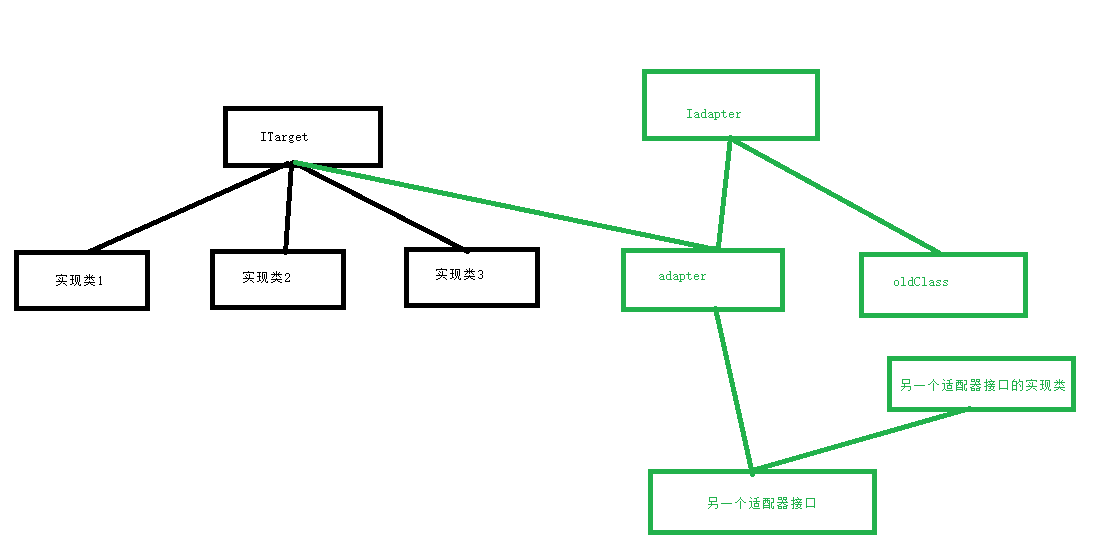 Iadapter
ITarget
实现类1
实现类2
实现类3
adapter
oldClass
另一个适配器接口的实现类
另一个适配器接口